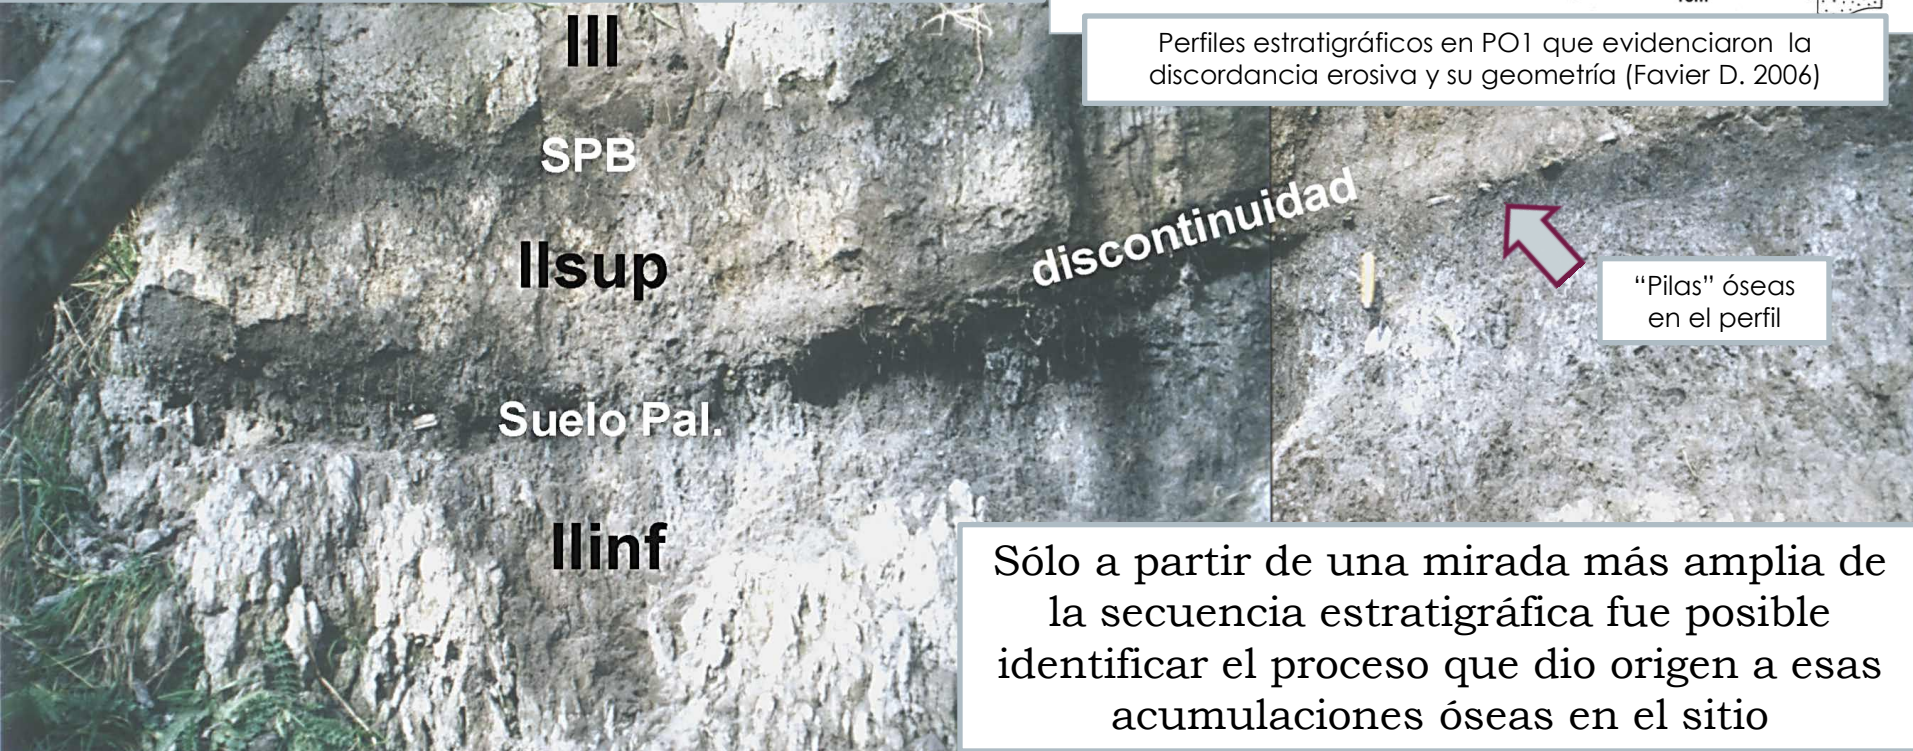 III
Perfiles estratigráficos en PO1 que evidenciaron la
discordancia erosiva y su geometría (Favier D. 2006)
SPB
IIsup
discontinuidad
“Pilas” óseas
en el perfil
Suelo Pal.
IIinf
Sólo a partir de una mirada más amplia de
la secuencia estratigráfica fue posible
identificar el proceso que dio origen a esas
acumulaciones óseas en el sitio